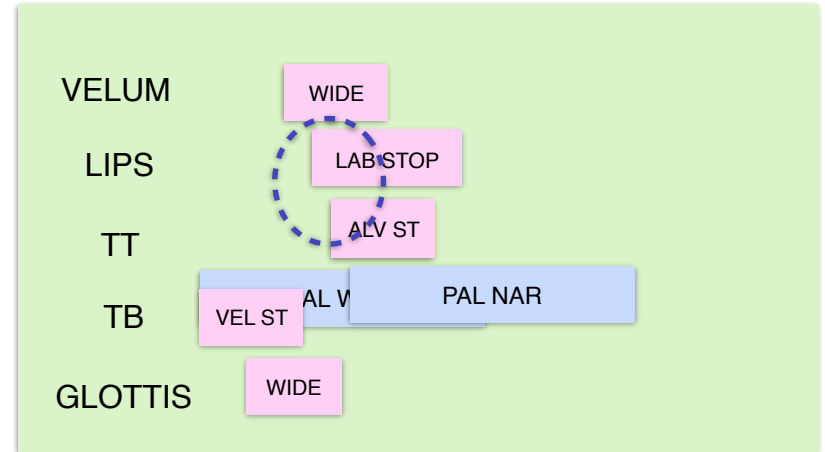 VELUM
WIDE
LIPS
LAB STOP
TT
ALV ST
TB
VEL ST
PAL NAR
GLOTTIS
WIDE